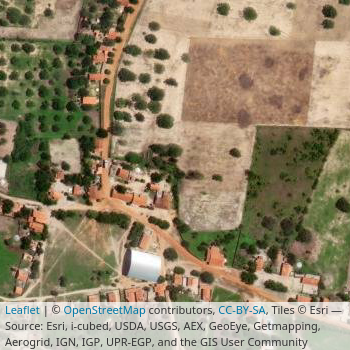 Leaflet | © OpenStreetMap contributors, CC-BY-SA, Tiles © Esri —
Source: Esri, i-cubed, USDA, USGS, AEX, GeoEye, Getmapping,
Aerogrid, IGN, IGP, UPR-EGP, and the GIS User Community